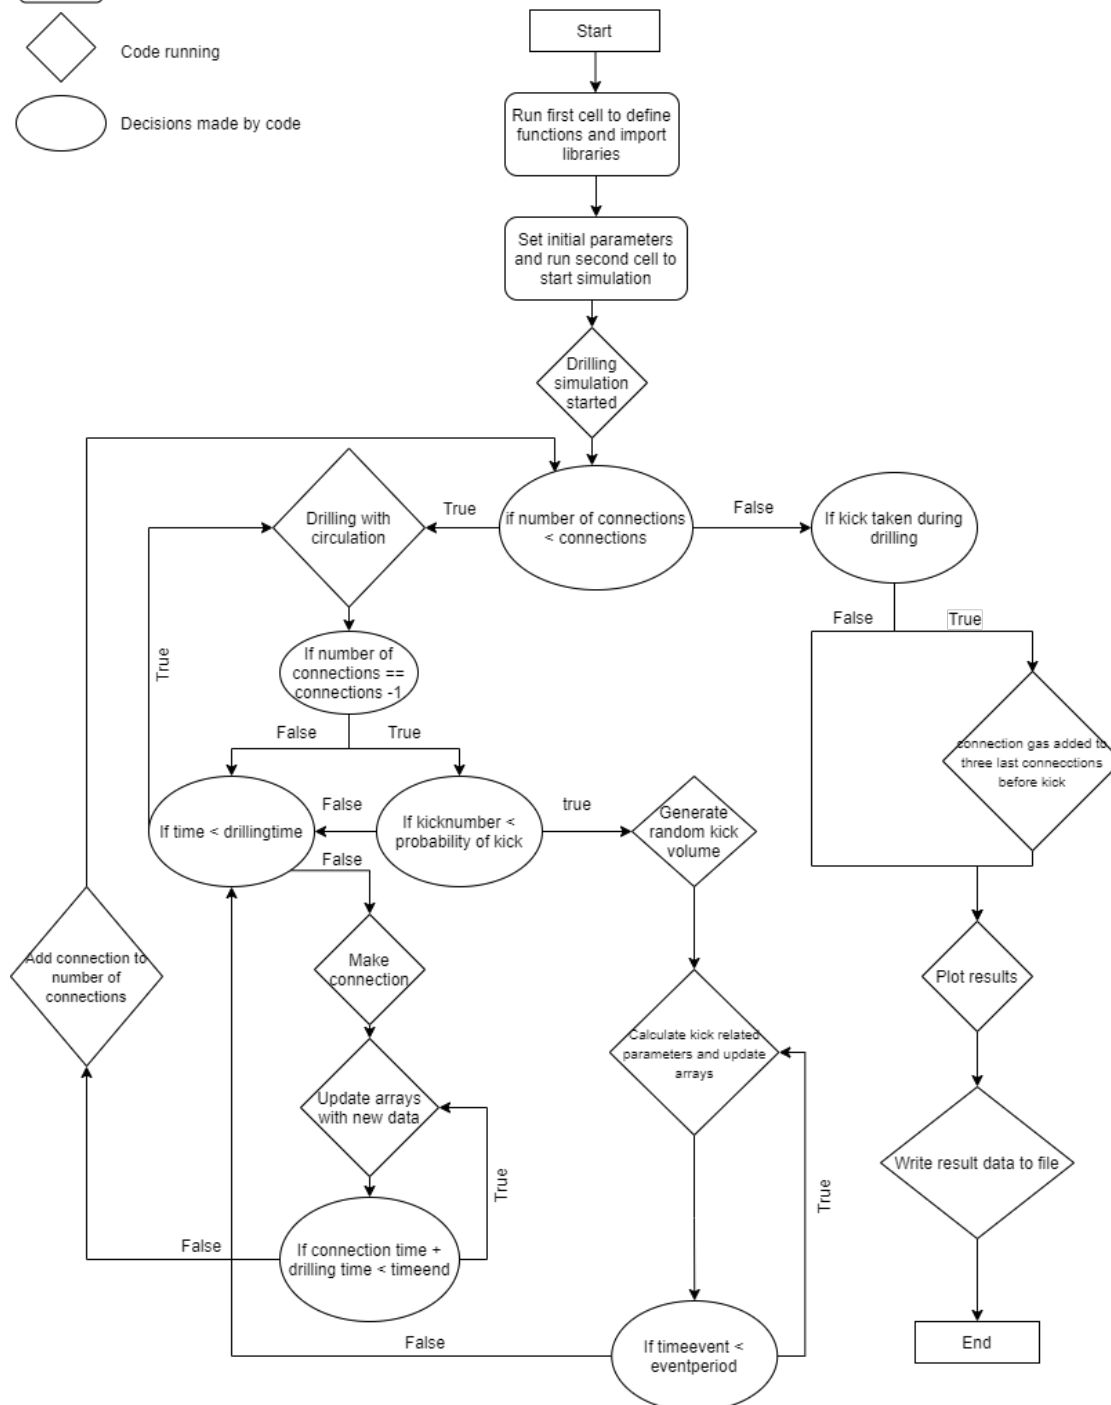 Code running
Decisions made by code
Start
Run first cell to define
functions and import
libraries
Set initial parameters
and run second cell to
start simulation
Drilling
simulation
started
Drilling with
circulation
True
if number of connections
< connections
False
If kick taken during
drilling
If number of
connections ==
connections -1
False
True
True
False
True
connection gas added to
three last connecctions
before kick
If time < drillingtime
False
If kicknumber <
probability of kick
true
Generate
random kick
volume
False
Make
connection
Add connection to
number of
connections
Plot results
Calculate kick related
parameters and update
arrays
Update arrays
with new data
True
True
Write result data to file
False
If connection time +
drilling time < timeend
False
If timeevent <
eventperiod
End